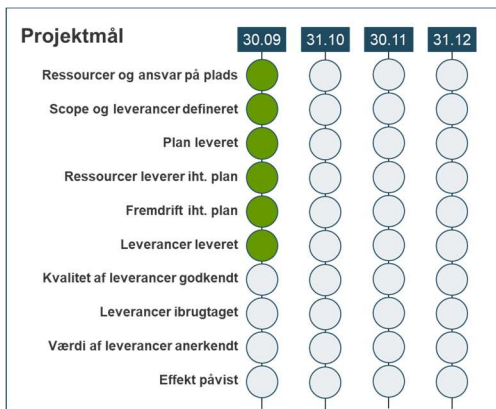 Projektmål
30.09 31.10 30.11 31.12
Ressourcer og ansvar på plads
Scope og leverancer defineret
Plan leveret
Ressourcer leverer iht. plan
Fremdrift iht. plan
Leverancer leveret
Kvalitet af leverancer godkendt
Leverancer ibrugtaget
Værdi af leverancer anerkendt
Effekt påvist